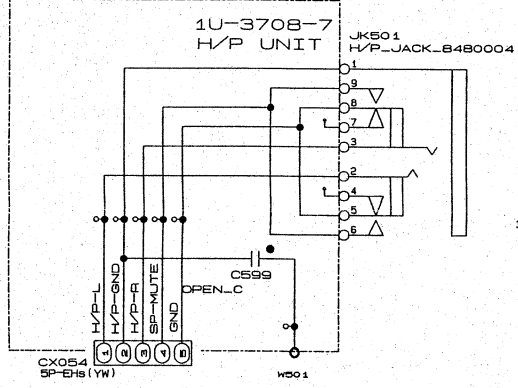 1U-3708-7
H/P UNIT
JK501
H/P_JACK_8480004
1
9
8
7
3
2
4
5
6
H/P-L
H/P-GND
H/P-R
SP-MUTE
GND
OPEN_C
C599
1
2
3
4
5
CX054
5P-EHs(YW)
W501